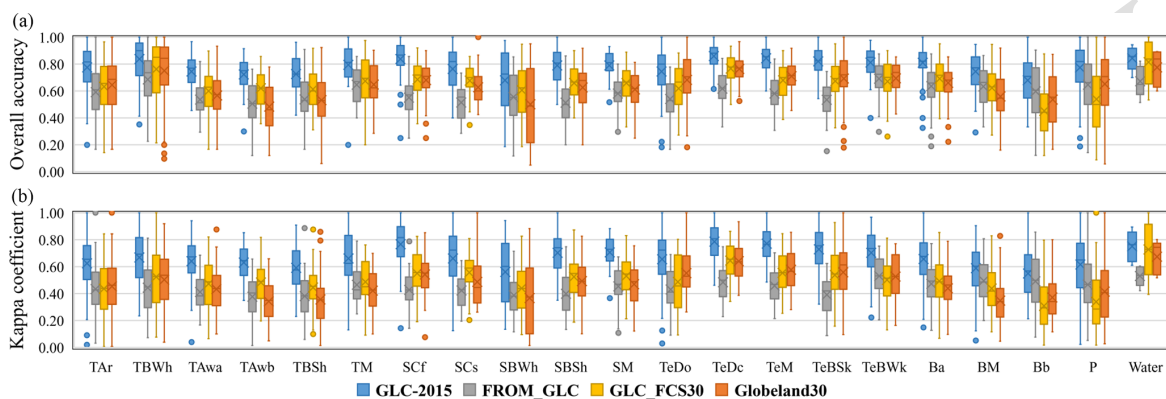 (a)
Overall accuracy
1.00
0.80
0.60
0.40
0.20
0.00
(b)
Kappa coefficient
1.00
0.80
0.60
0.40
0.20
0.00
TAr TBWh TAwa TAwb TBSh TM SCf SCs SBWh SBSh SM TeDo TeDc TeM TeBSk TeBWk Ba BM Bb P Water
GLC-2015 FROM_GLC GLC_FCS30 Globeland30